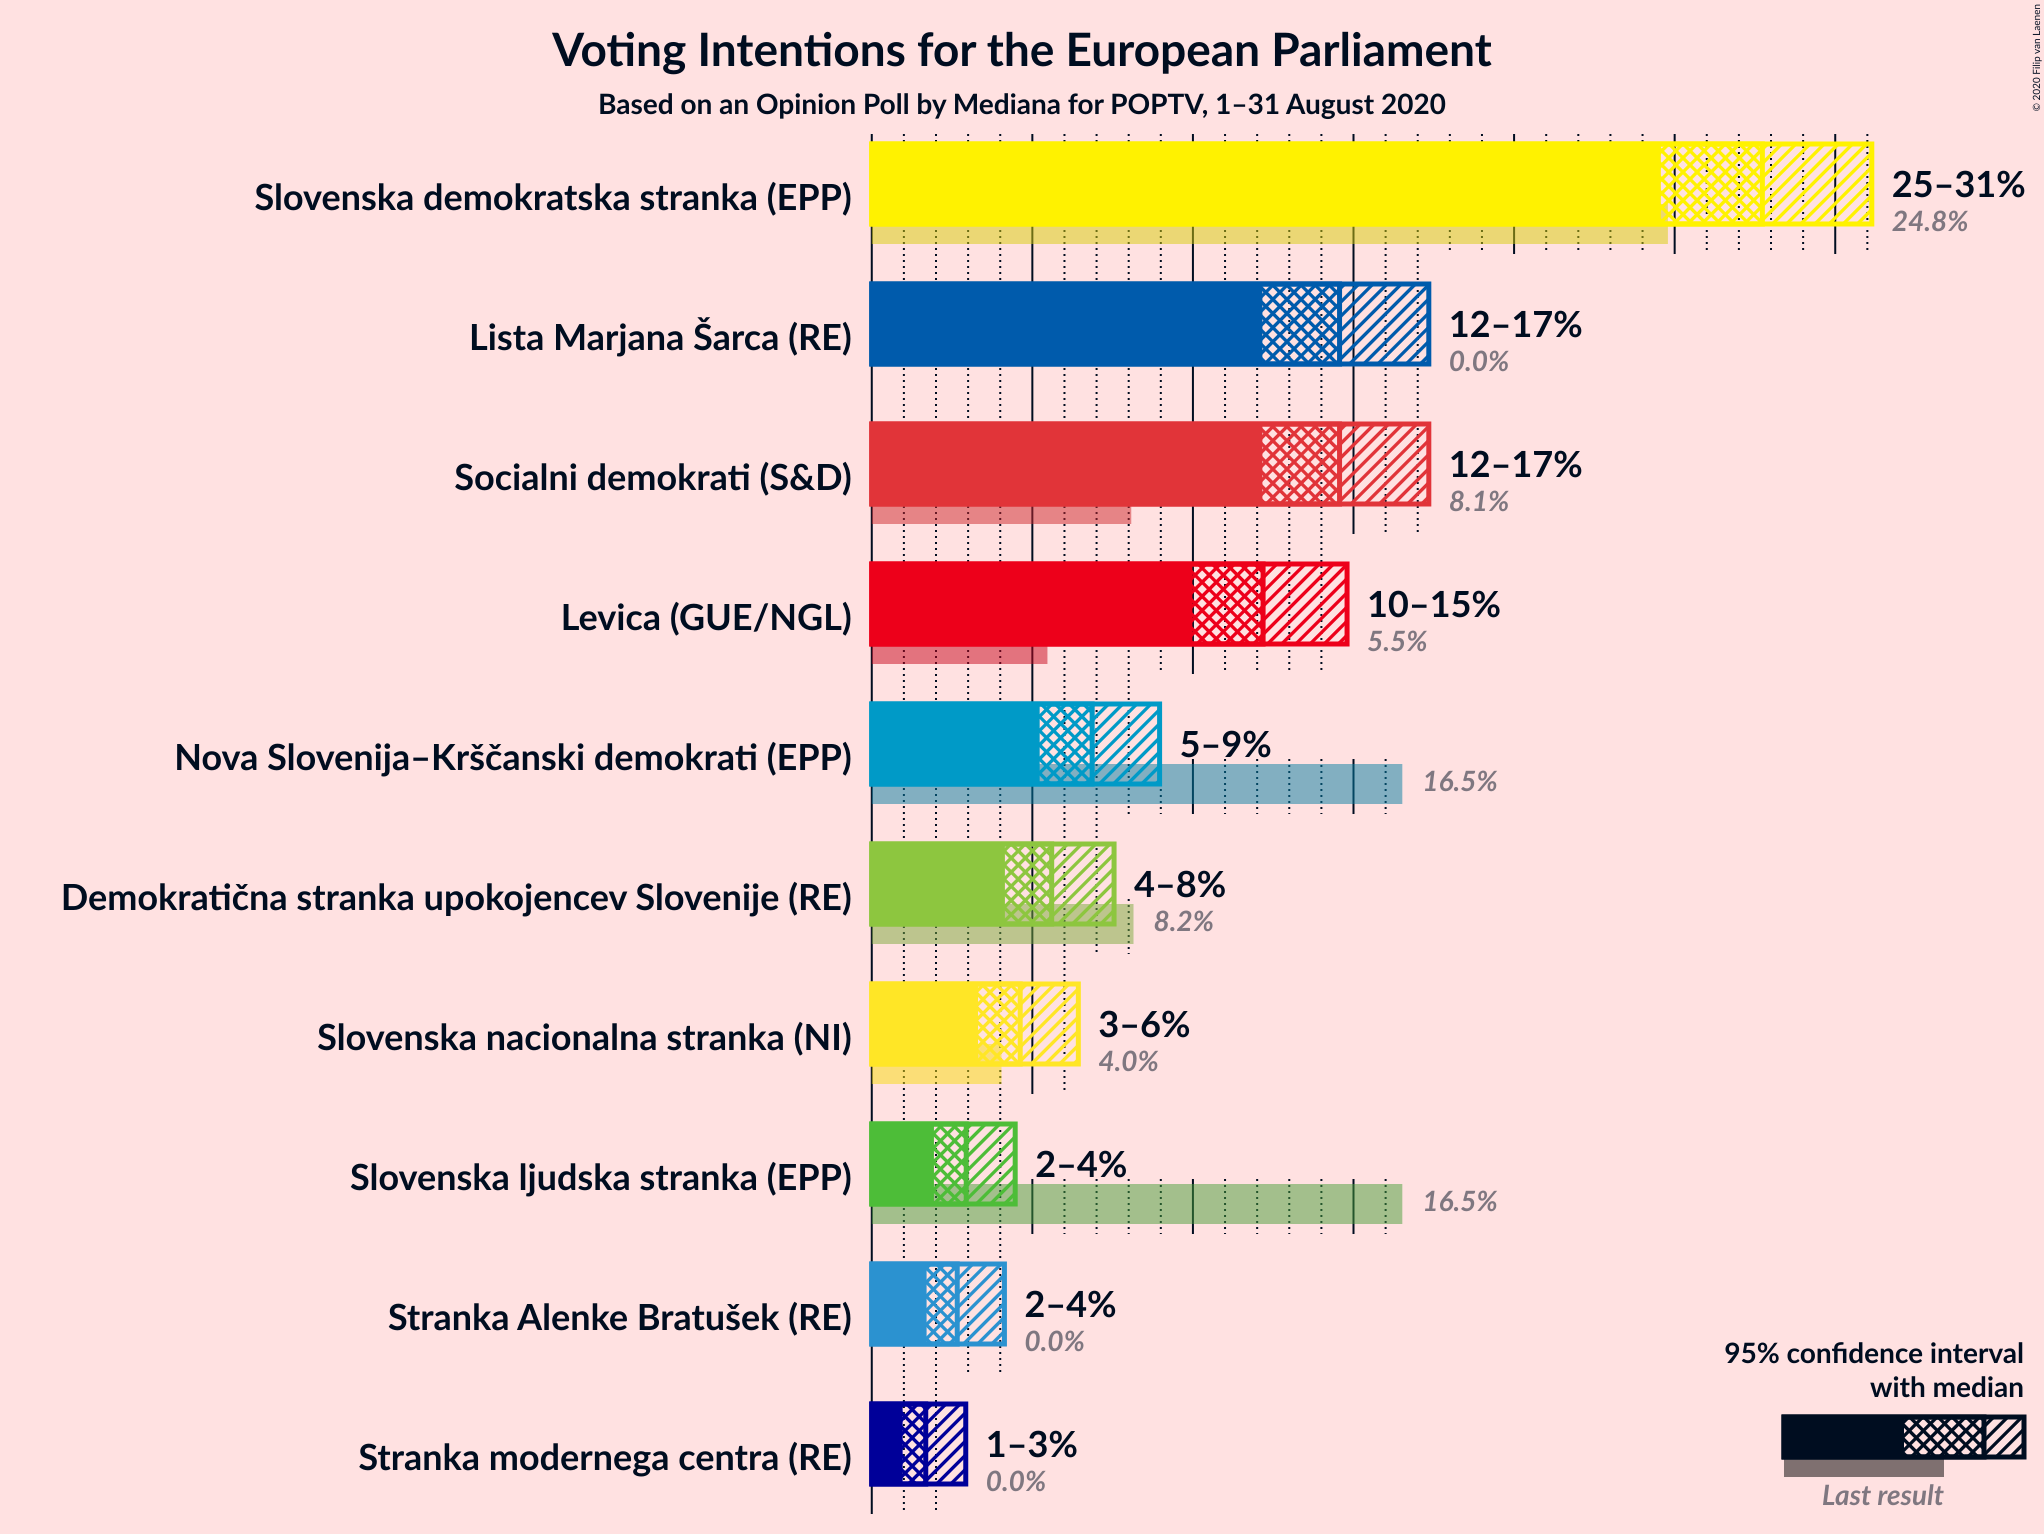 © 2020 Filip van Laenen
Voting Intentions for the European Parliament
Based on an Opinion Poll by Mediana for POPTV, 1–31 August 2020
Slovenska demokratska stranka (EPP)
25–31%
24.8%
Lista Marjana Šarca (RE)
12–17%
0.0%
Socialni demokrati (S&D)
12–17%
8.1%
Levica (GUE/NGL)
10–15%
5.5%
Nova Slovenija–Krščanski demokrati (EPP)
5–9%
16.5%
Demokratična stranka upokojencev Slovenije (RE)
4–8%
8.2%
Slovenska nacionalna stranka (NI)
3–6%
4.0%
Slovenska ljudska stranka (EPP)
2–4%
16.5%
Stranka Alenke Bratušek (RE)
2–4%
0.0%
Stranka modernega centra (RE)
1–3%
0.0%
95% confidence interval
with median
Last result